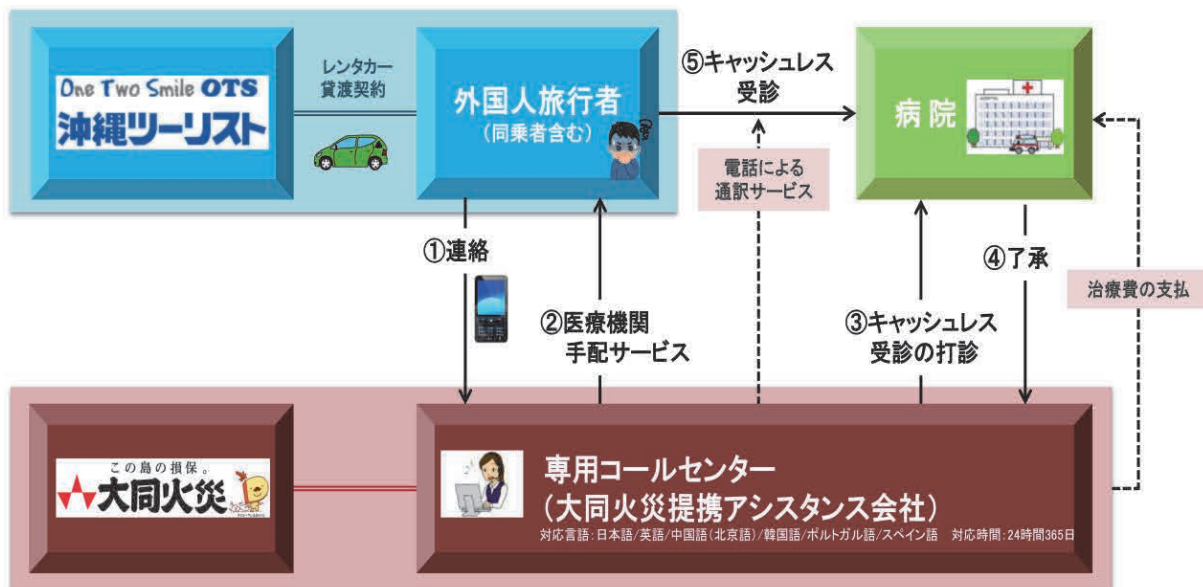 One Two Smile OTS
沖縄ツーリスト
レンタカー
貸渡契約
外国人旅行者
(同乗者含む)
⑤キャッシュレス
受診
病院
HOSPITAL
電話による
通訳サービス
①連絡
②医療機関
手配サービス
③キャッシュレス
受診の打診
④了承
治療費の支払
この島の損保。
大同火災
専用コールセンター
(大同火災提携アシスタンス会社)
対応言語:日本語/英語/中国語(北京語)/韓国語/ポルトガル語/スペイン語 対応時間:24時間365日